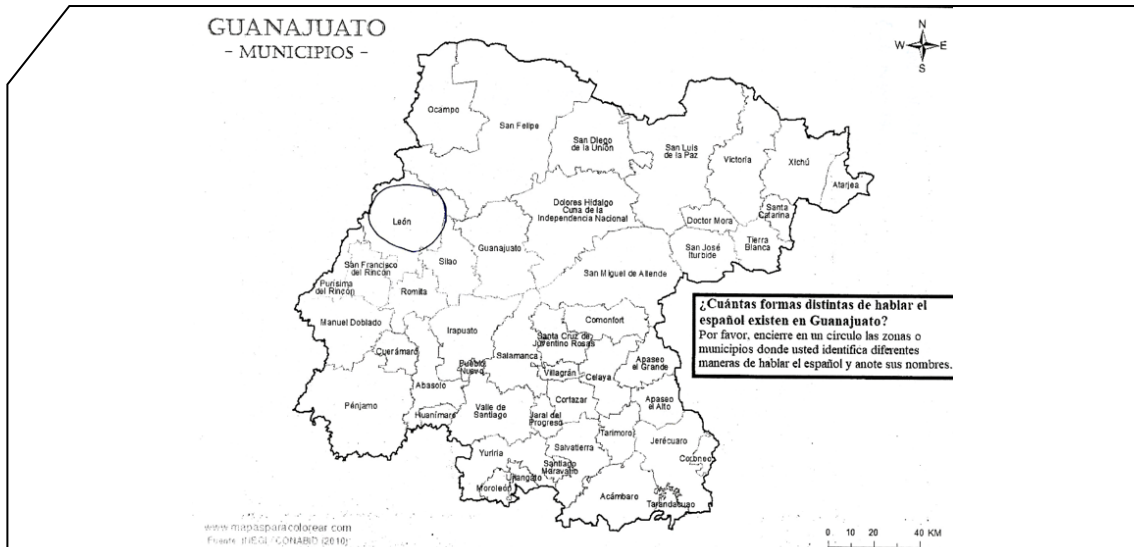 GUANAJUATO
- MUNICIPIOS -
N
W
E
S
Ocampo
San Felipe
San Diego
de la Unión
San Luis
de la Paz
Victoria
Xichú
Atarjea
León
Dolores Hidalgo
Cuna de la
Independencia Nacional
Doctor Mora
Santa
Catarina
Guanajuato
Silao
San José
Iturbide
Tierra
Blanca
San Francisco
del Rincón
Purísima
del Rincón
Romita
San Miguel de Allende
Manuel Doblado
Irapuato
Comonfort
Santa Cruz de
Juventino Rosas
Salamanca
Cuerámaro
Pueblo
Nuevo
Villagrán
Celaya
Apaseo
el Grande
Abasolo
Pénjamo
Huanímaro
Valle de
Santiago
Cortazar
Jaral del
Progreso
Apaseo
el Alto
Tarimoro
Jerécuaro
Salvatierra
Yuriria
Santiago
Maravatío
Uriangato
Moroleón
Acámbaro
Tarandacuao
¿Cuántas formas distintas de hablar el
español existen en Guanajuato?
Por favor, encierre en un círculo las zonas o
municipios donde usted identifica diferentes
maneras de hablar el español y anote sus nombres.
www.mapasparacolorear.com
Fuente: INEGI / CONABIO (2010)
0 10 20 40 KM